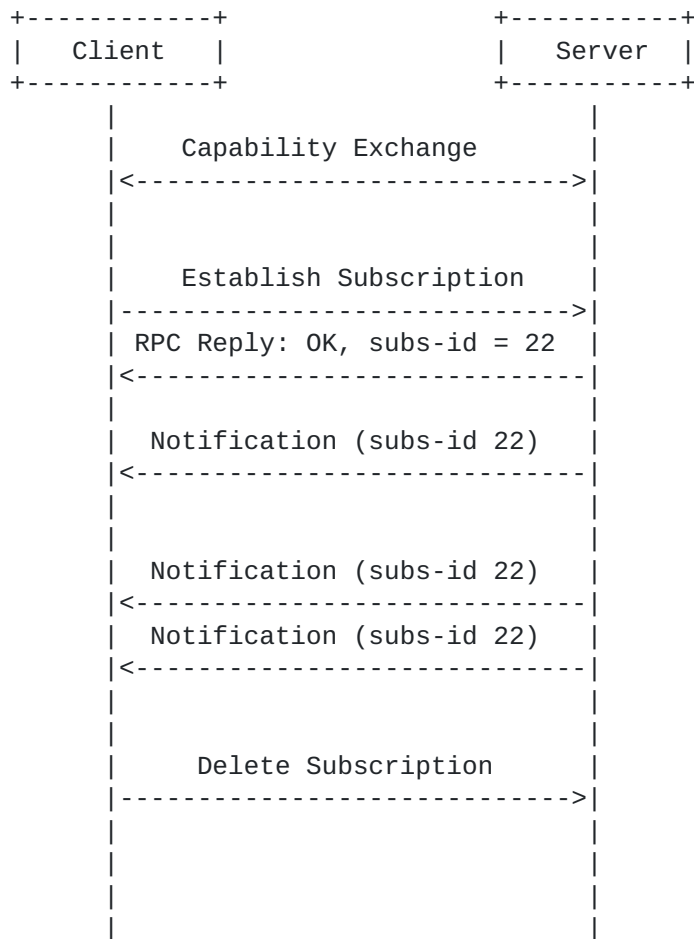 Client Server
Capability Exchange
Establish Subscription
RPC Reply: OK, subs-id = 22
Notification (subs-id 22)
Notification (subs-id 22)
Notification (subs-id 22)
Delete Subscription